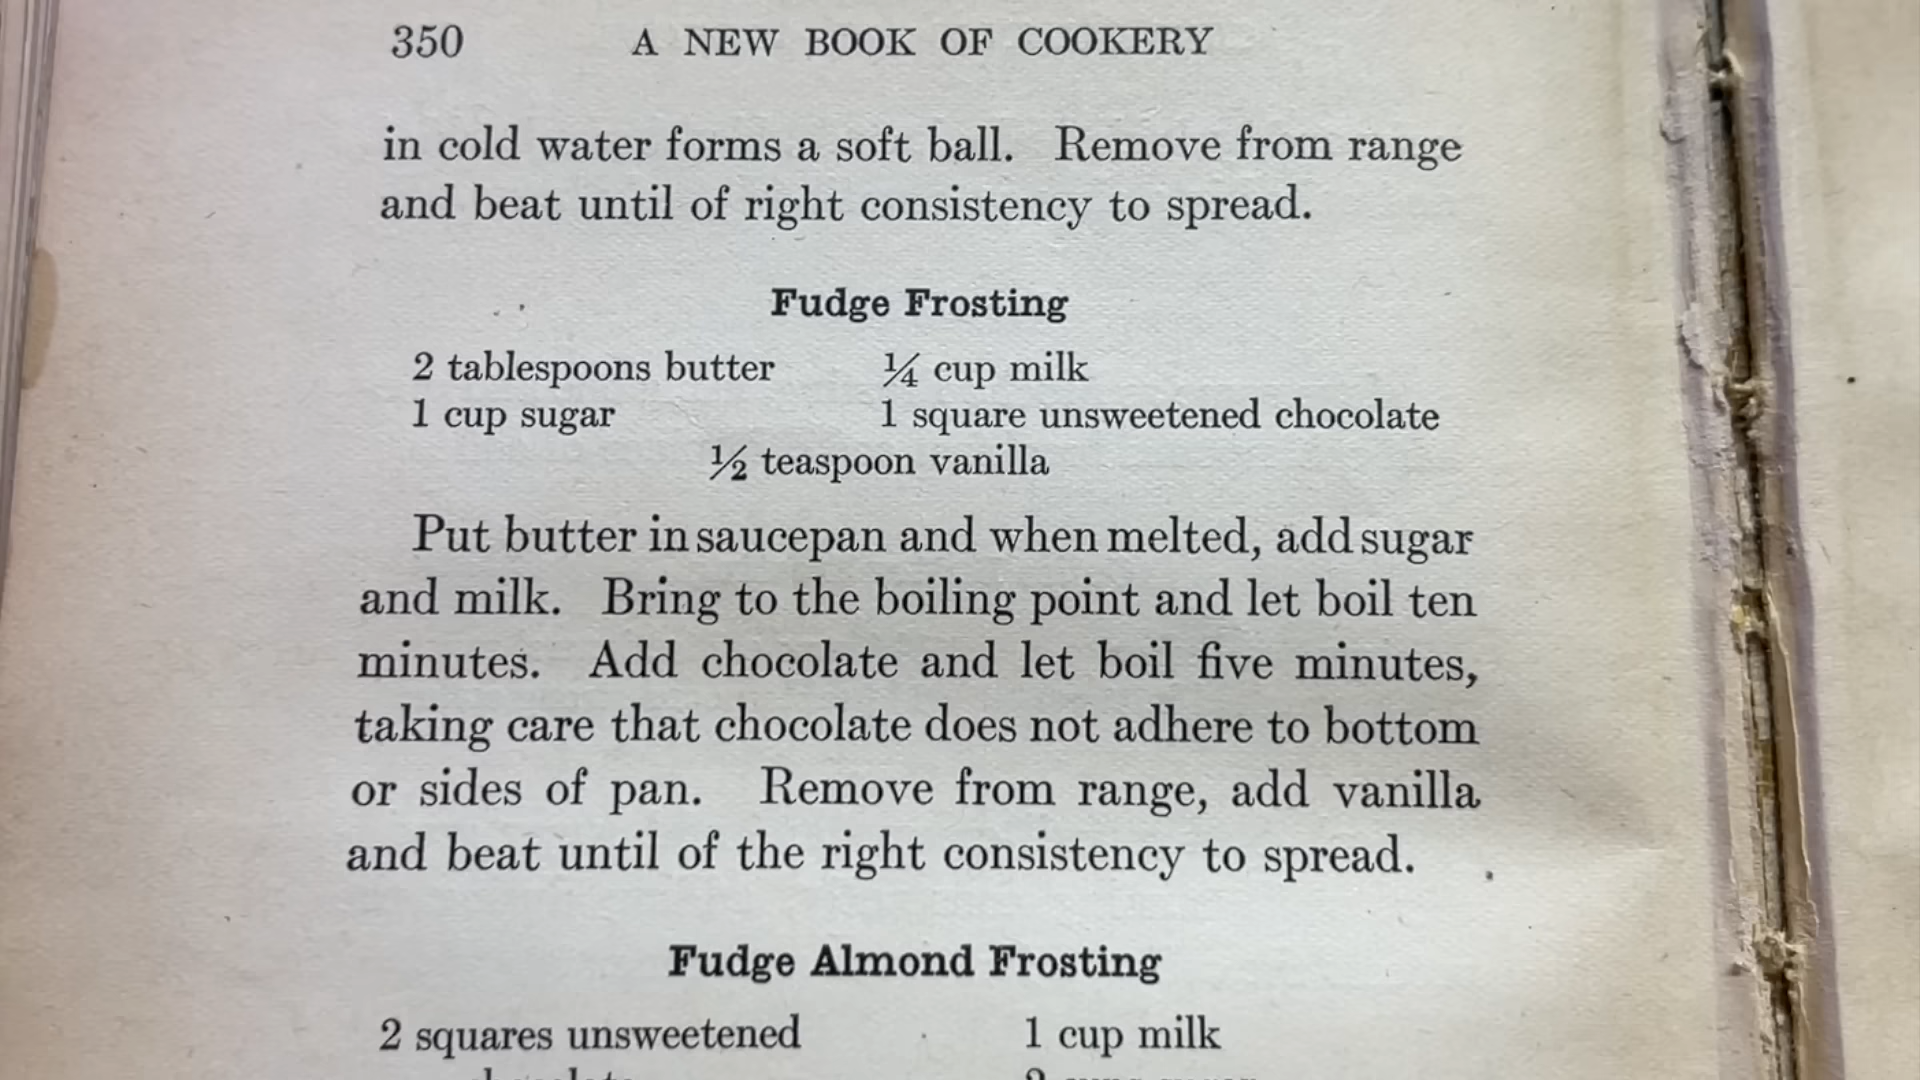 350 A NEW BOOK OF COOKERY
in cold water forms a soft ball. Remove from range
and beat until of right consistency to spread.
Fudge Frosting
2 tablespoons butter ¼ cup milk
1 cup sugar 1 square unsweetened chocolate
½ teaspoon vanilla
Put butter in saucepan and when melted, add sugar
and milk. Bring to the boiling point and let boil ten
minutes. Add chocolate and let boil five minutes,
taking care that chocolate does not adhere to bottom
or sides of pan. Remove from range, add vanilla
and beat until of the right consistency to spread.
Fudge Almond Frosting
2 squares unsweetened 1 cup milk